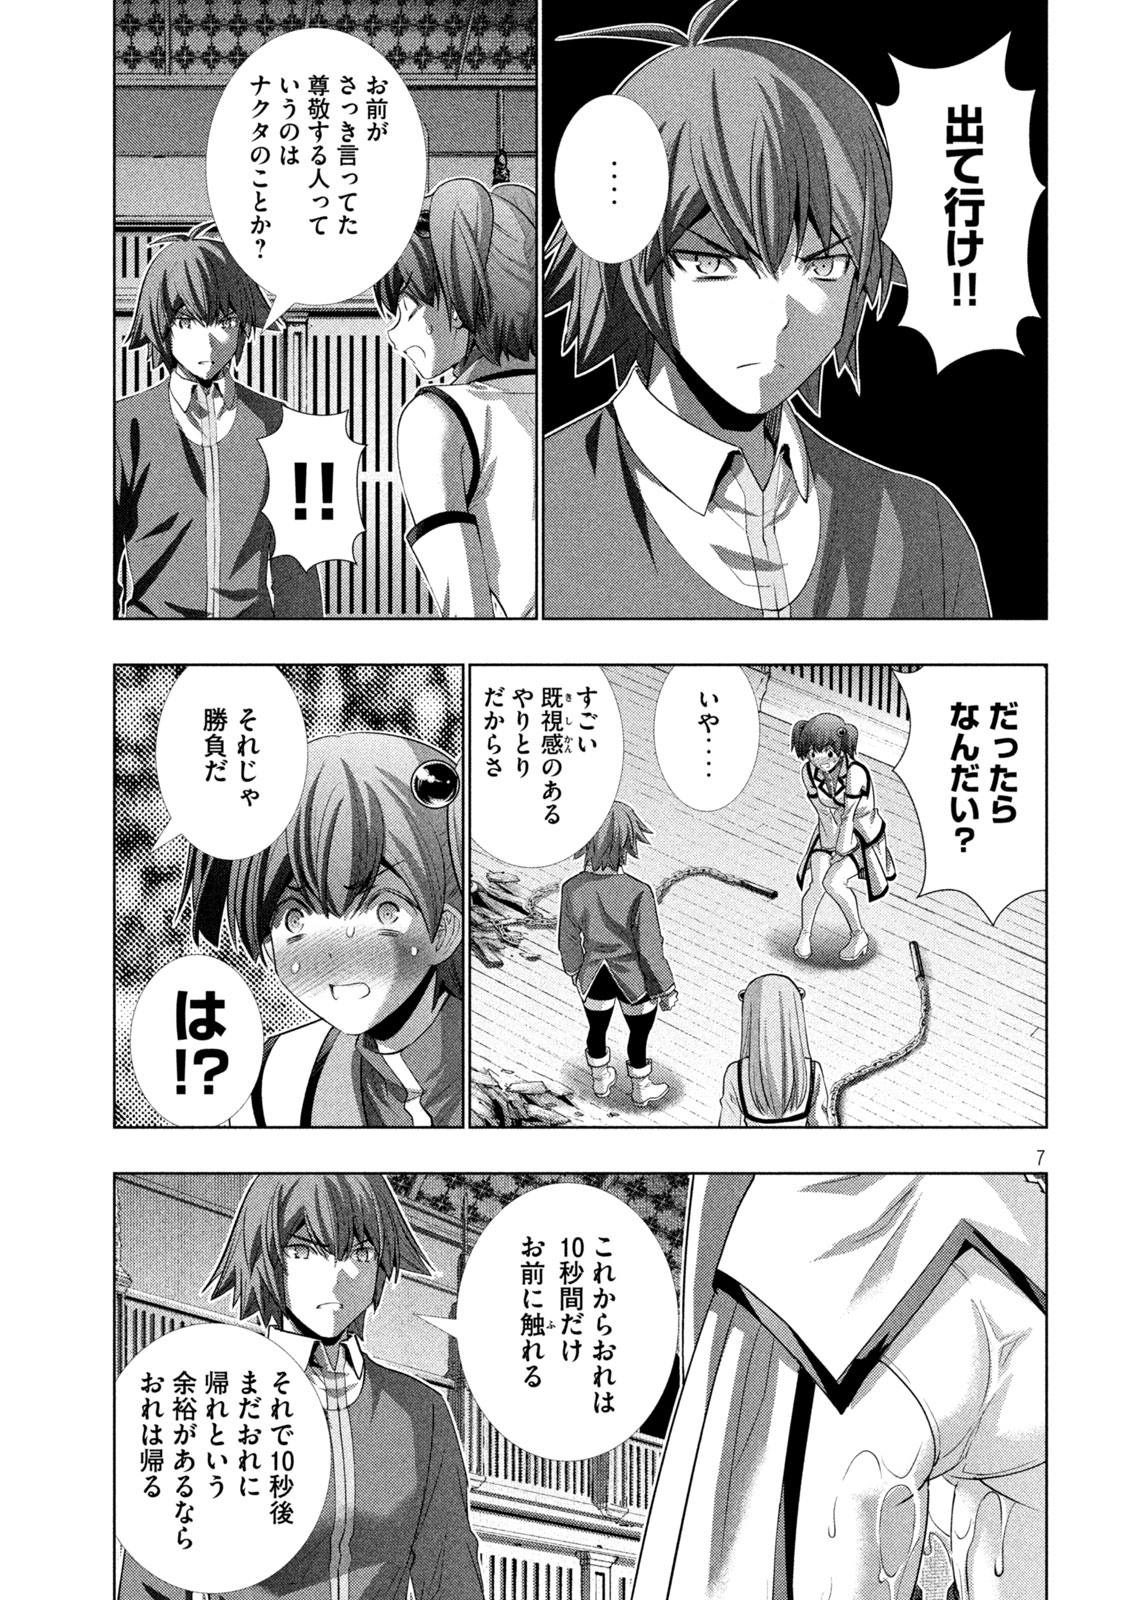 出て行け!!
‥‥
お前が
さっき言ってた
尊敬する人って
いうのは
ナクタのことか?
!!
だったら
なんだい?
いや‥‥
すごい
既視感のある
きしかん
やりとり
だからさ
それじゃ
勝負だ
は!?
7
これからおれは
10秒間だけ
お前に触れる
ふ
それで10秒後
まだおれに
帰れという
余裕があるなら
おれは帰る